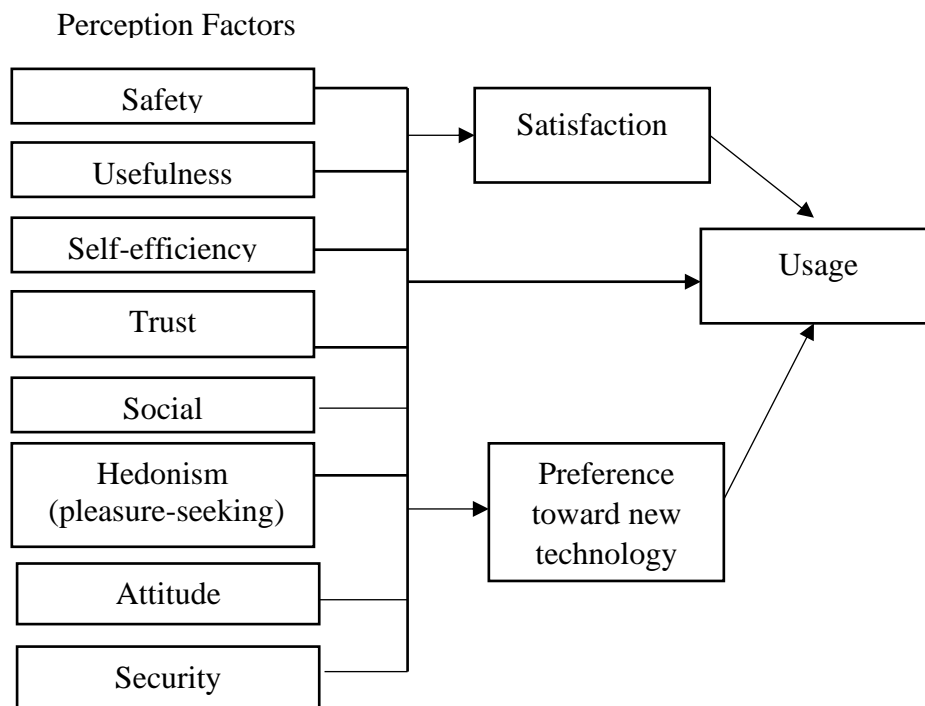 Perception Factors
Safety
Usefulness
Self-efficiency
Trust
Social
Hedonism
(pleasure-seeking)
Attitude
Security
Satisfaction
Preference
toward new
technology
Usage